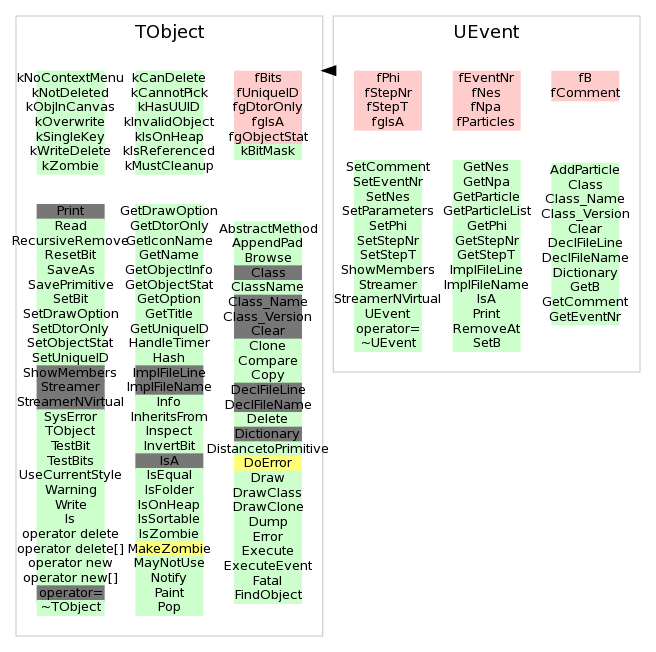 TObject
kNoContextMenu
kNotDeleted
kObjInCanvas
kOverwrite
kSingleKey
kWriteDelete
kZombie
kCanDelete
kCannotPick
kHasUUID
kInvalidObject
kIsOnHeap
kIsReferenced
kMustCleanup
fBits
fUniqueID
fgDtorOnly
fgIsA
fgObjectStat
kBitMask
Print
Read
RecursiveRemove
ResetBit
SaveAs
SavePrimitive
SetBit
SetDrawOption
SetDtorOnly
SetObjectStat
SetUniqueID
ShowMembers
Streamer
StreamerNVirtual
SysError
TObject
TestBit
TestBits
UseCurrentStyle
Warning
Write
ls
operator delete
operator delete[]
operator new
operator new[]
operator=
~TObject
GetDrawOption
GetDtorOnly
GetIconName
GetName
GetObjectInfo
GetObjectStat
GetOption
GetTitle
GetUniqueID
HandleTimer
Hash
ImplFileLine
ImplFileName
Info
InheritsFrom
Inspect
InvertBit
IsA
IsEqual
IsFolder
IsOnHeap
IsSortable
IsZombie
MakeZombie
MayNotUse
Notify
Paint
Pop
AbstractMethod
AppendPad
Browse
Class
ClassName
Class_Name
Class_Version
Clear
Clone
Compare
Copy
DeclFileLine
DeclFileName
Delete
Dictionary
DistancetoPrimitive
DoError
Draw
DrawClass
DrawClone
Dump
Error
Execute
ExecuteEvent
Fatal
FindObject
UEvent
fPhi
fStepNr
fStepT
fgIsA
fEventNr
fNes
fNpa
fParticles
fB
fComment
SetComment
SetEventNr
SetNes
SetParameters
SetPhi
SetStepNr
SetStepT
ShowMembers
Streamer
StreamerNVirtual
UEvent
operator=
~UEvent
GetNes
GetNpa
GetParticle
GetParticleList
GetPhi
GetStepNr
GetStepT
ImplFileLine
ImplFileName
IsA
Print
RemoveAt
SetB
AddParticle
Class
Class_Name
Class_Version
Clear
DeclFileLine
DeclFileName
Dictionary
GetB
GetComment
GetEventNr